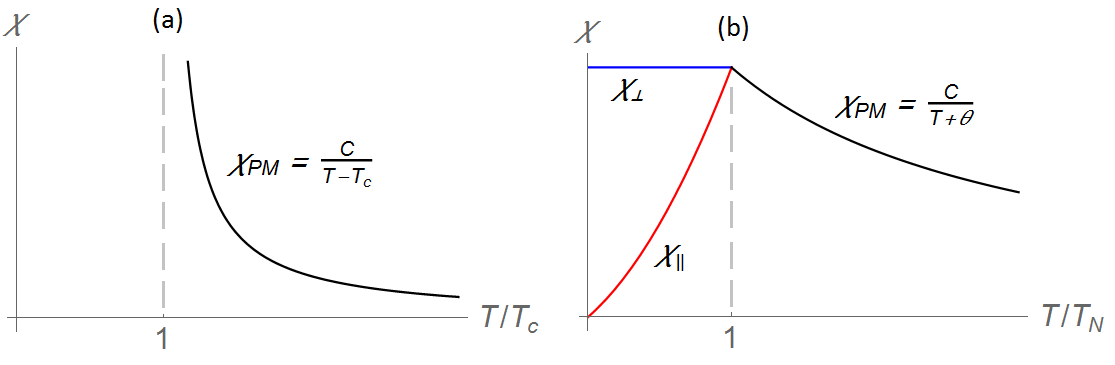 (a)
χ
χPM = C/(T−Tc)
1
T/Tc
(b)
χ
χ⊥
χPM = C/(T+θ)
χ∥
1
T/TN